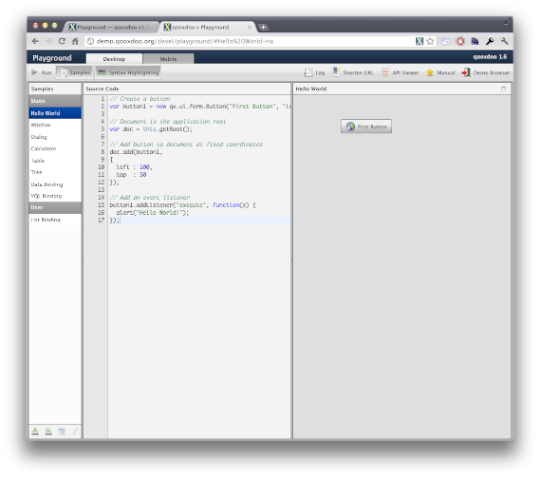 Playground — qooxdoo v1.
qooxdoo » Playground
demo.qooxdoo.org/devel/playground/#Hello%20World-ria
Playground
Desktop
Mobile
qooxdoo 1.6
Run
Samples
Syntax Highlighting
Log
Shorten URL
API Viewer
Manual
Demo Browser
Samples
Static
Hello World
Window
Dialog
Calculator
Table
Tree
Data Binding
YQL Binding
User
List Binding
Source Code
1 // Create a button
2 var button1 = new qx.ui.form.Button("First Button",
3
4 // Document is the application root
5 var doc = this.getRoot();
6
7 // Add button to document at fixed coordinates
8 doc.add(button1,
9 {
10 left : 100,
11 top : 50
12 });
13
14 // Add an event listener
15 button1.addListener("execute", function(e) {
16 alert("Hello World!");
17 });
Hello World
First Button